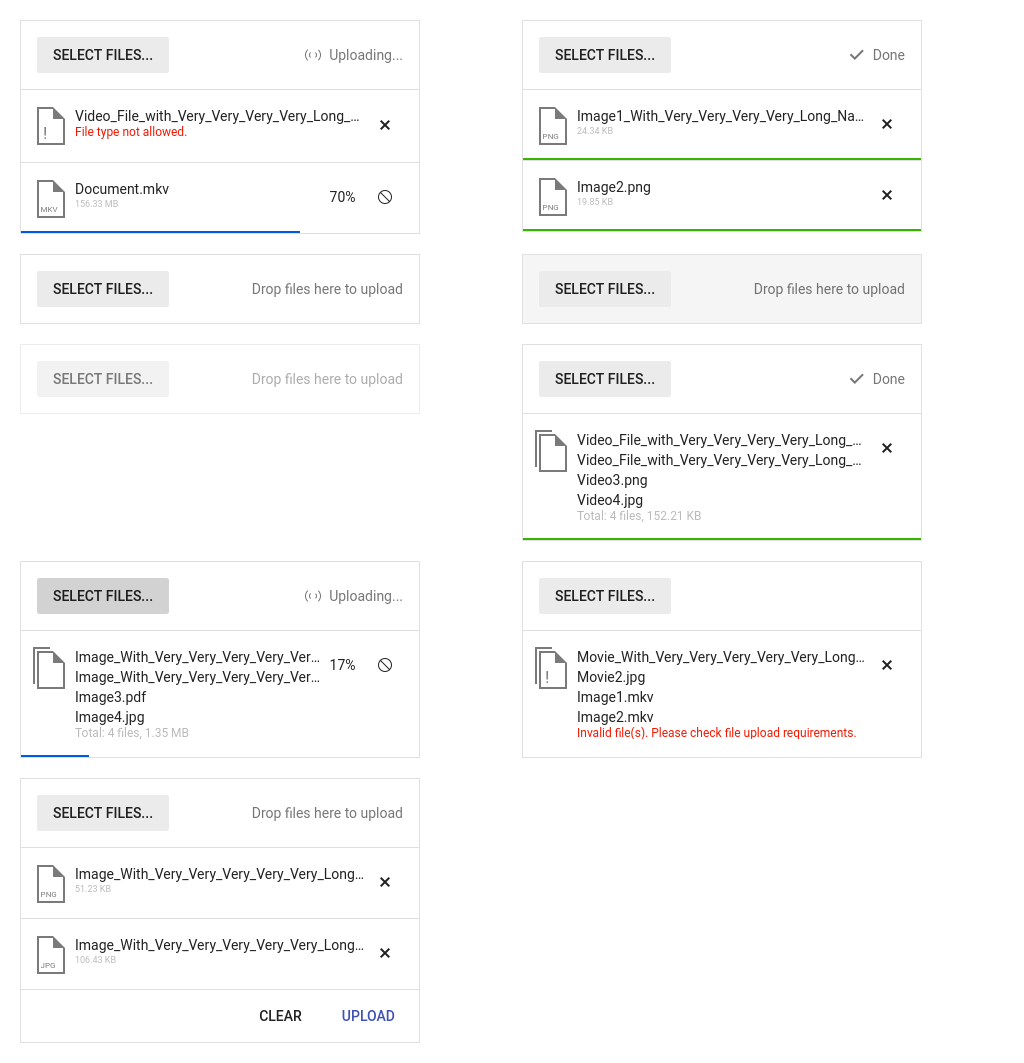 SELECT FILES...
Uploading...
Video_File_with_Very_Very_Very_Very_Long_...
File type not allowed.
MKV
Document.mkv
156.33 MB
70%
SELECT FILES...
Done
PNG
Image1_With_Very_Very_Very_Very_Long_Na...
24.34 KB
PNG
Image2.png
19.85 KB
SELECT FILES...
Drop files here to upload
SELECT FILES...
Drop files here to upload
SELECT FILES...
Drop files here to upload
SELECT FILES...
Done
Video_File_with_Very_Very_Very_Very_Long_...
Video_File_with_Very_Very_Very_Very_Long_...
Video3.png
Video4.jpg
Total: 4 files, 152.21 KB
SELECT FILES...
Uploading...
Image_With_Very_Very_Very_Very_Ver...
17%
Image_With_Very_Very_Very_Very_Ver...
Image3.pdf
Image4.jpg
Total: 4 files, 1.35 MB
SELECT FILES...
Movie_With_Very_Very_Very_Very_Very_Long...
Movie2.jpg
Image1.mkv
Image2.mkv
Invalid file(s). Please check file upload requirements.
SELECT FILES...
Drop files here to upload
PNG
Image_With_Very_Very_Very_Very_Very_Long...
51.23 KB
JPG
Image_With_Very_Very_Very_Very_Very_Long...
106.43 KB
CLEAR
UPLOAD